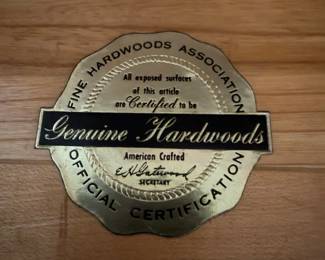 FINE HARDWOODS ASSOCIATION
All exposed surfaces
of this article
are Certified to be
Genuine Hardwoods
American Crafted
E H Gatewood
SECRETARY
OFFICIAL CERTIFICATION